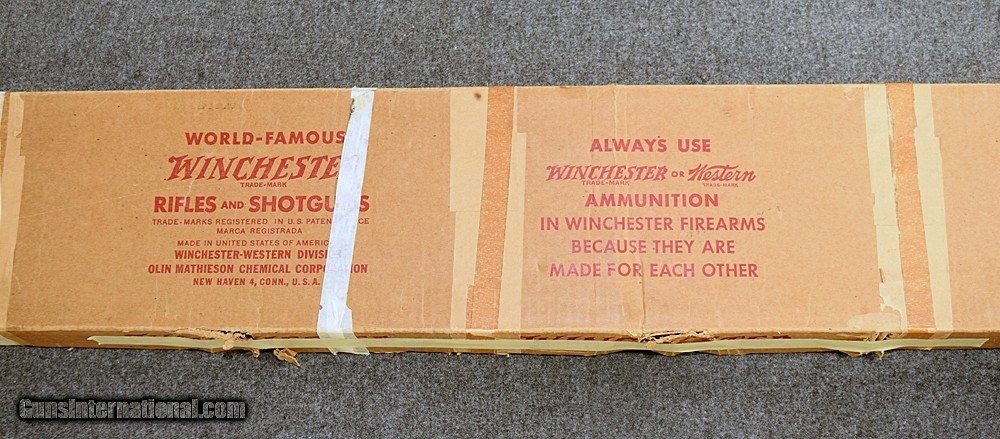 WORLD-FAMOUS
WINCHESTER
TRADE-MARK
RIFLES AND SHOTGUNS
TRADE-MARKS REGISTERED IN U.S. PATENT OFFICE
MARCA REGISTRADA
MADE IN UNITED STATES OF AMERICA
WINCHESTER-WESTERN DIVISION
OLIN MATHIESON CHEMICAL CORPORATION
NEW HAVEN 4, CONN., U.S.A.
ALWAYS USE
WINCHESTER OR Western
TRADE-MARK TRADE-MARK
AMMUNITION
IN WINCHESTER FIREARMS
BECAUSE THEY ARE
MADE FOR EACH OTHER
GunsInternational.com